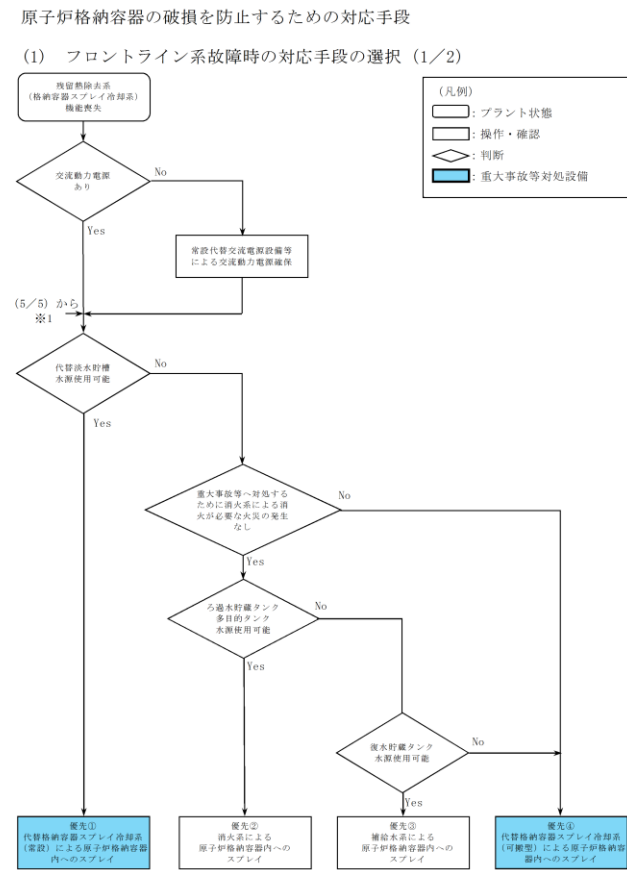 原子炉格納容器の破損を防止するための対応手段
(1) フロントライン系故障時の対応手段の選択(1/2)
残留熱除去系
(格納容器スプレイ冷却系)
機能喪失
(凡例)
:プラント状態
:操作・確認
:判断
:重大事故等対処設備
交流動力電源
あり
No
Yes
常設代替交流電源設備等
による交流動力電源確保
(5/5)から
※1
代替淡水貯槽
水源使用可能
No
Yes
重大事故等へ対処する
ために消火系による消
火が必要な火災の発生
なし
No
Yes
ろ過水貯蔵タンク
多目的タンク
水源使用可能
No
Yes
復水貯蔵タンク
水源使用可能
No
Yes
優先①
代替格納容器スプレイ冷却系
(常設)による原子炉格納容器
内へのスプレイ
優先②
消火系による
原子炉格納容器内への
スプレイ
優先③
補給水系による
原子炉格納容器内への
スプレイ
優先④
代替格納容器スプレイ冷却系
(可搬型)による原子炉格納容
器内へのスプレイ